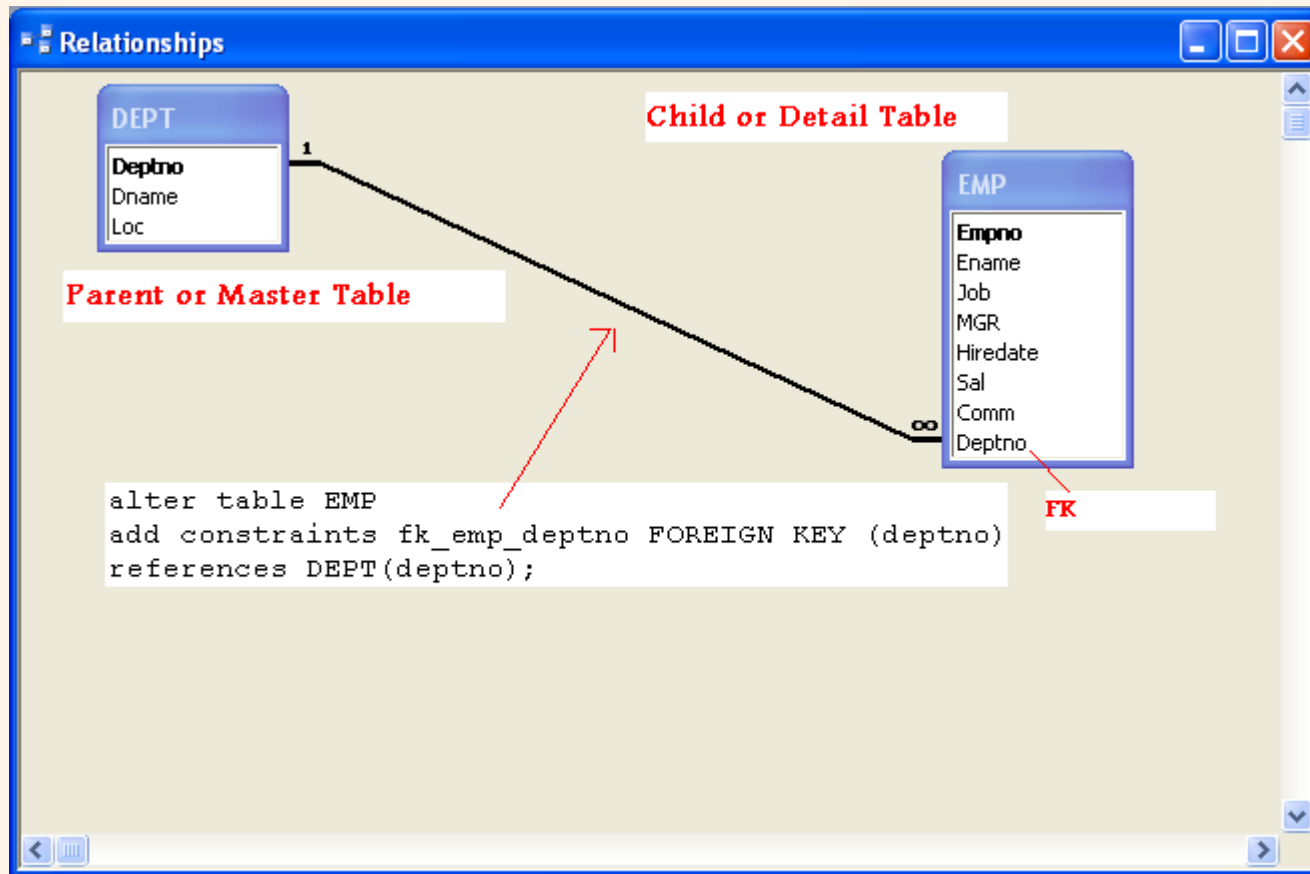 Relationships
DEPT
Deptno
Dname
Loc
1
Child or Detail Table
Parent or Master Table
EMP
Empno
Ename
Job
MGR
Hiredate
Sal
Comm
Deptno
∞
FK
alter table EMP
add constraints fk_emp_deptno FOREIGN KEY (deptno)
references DEPT(deptno);